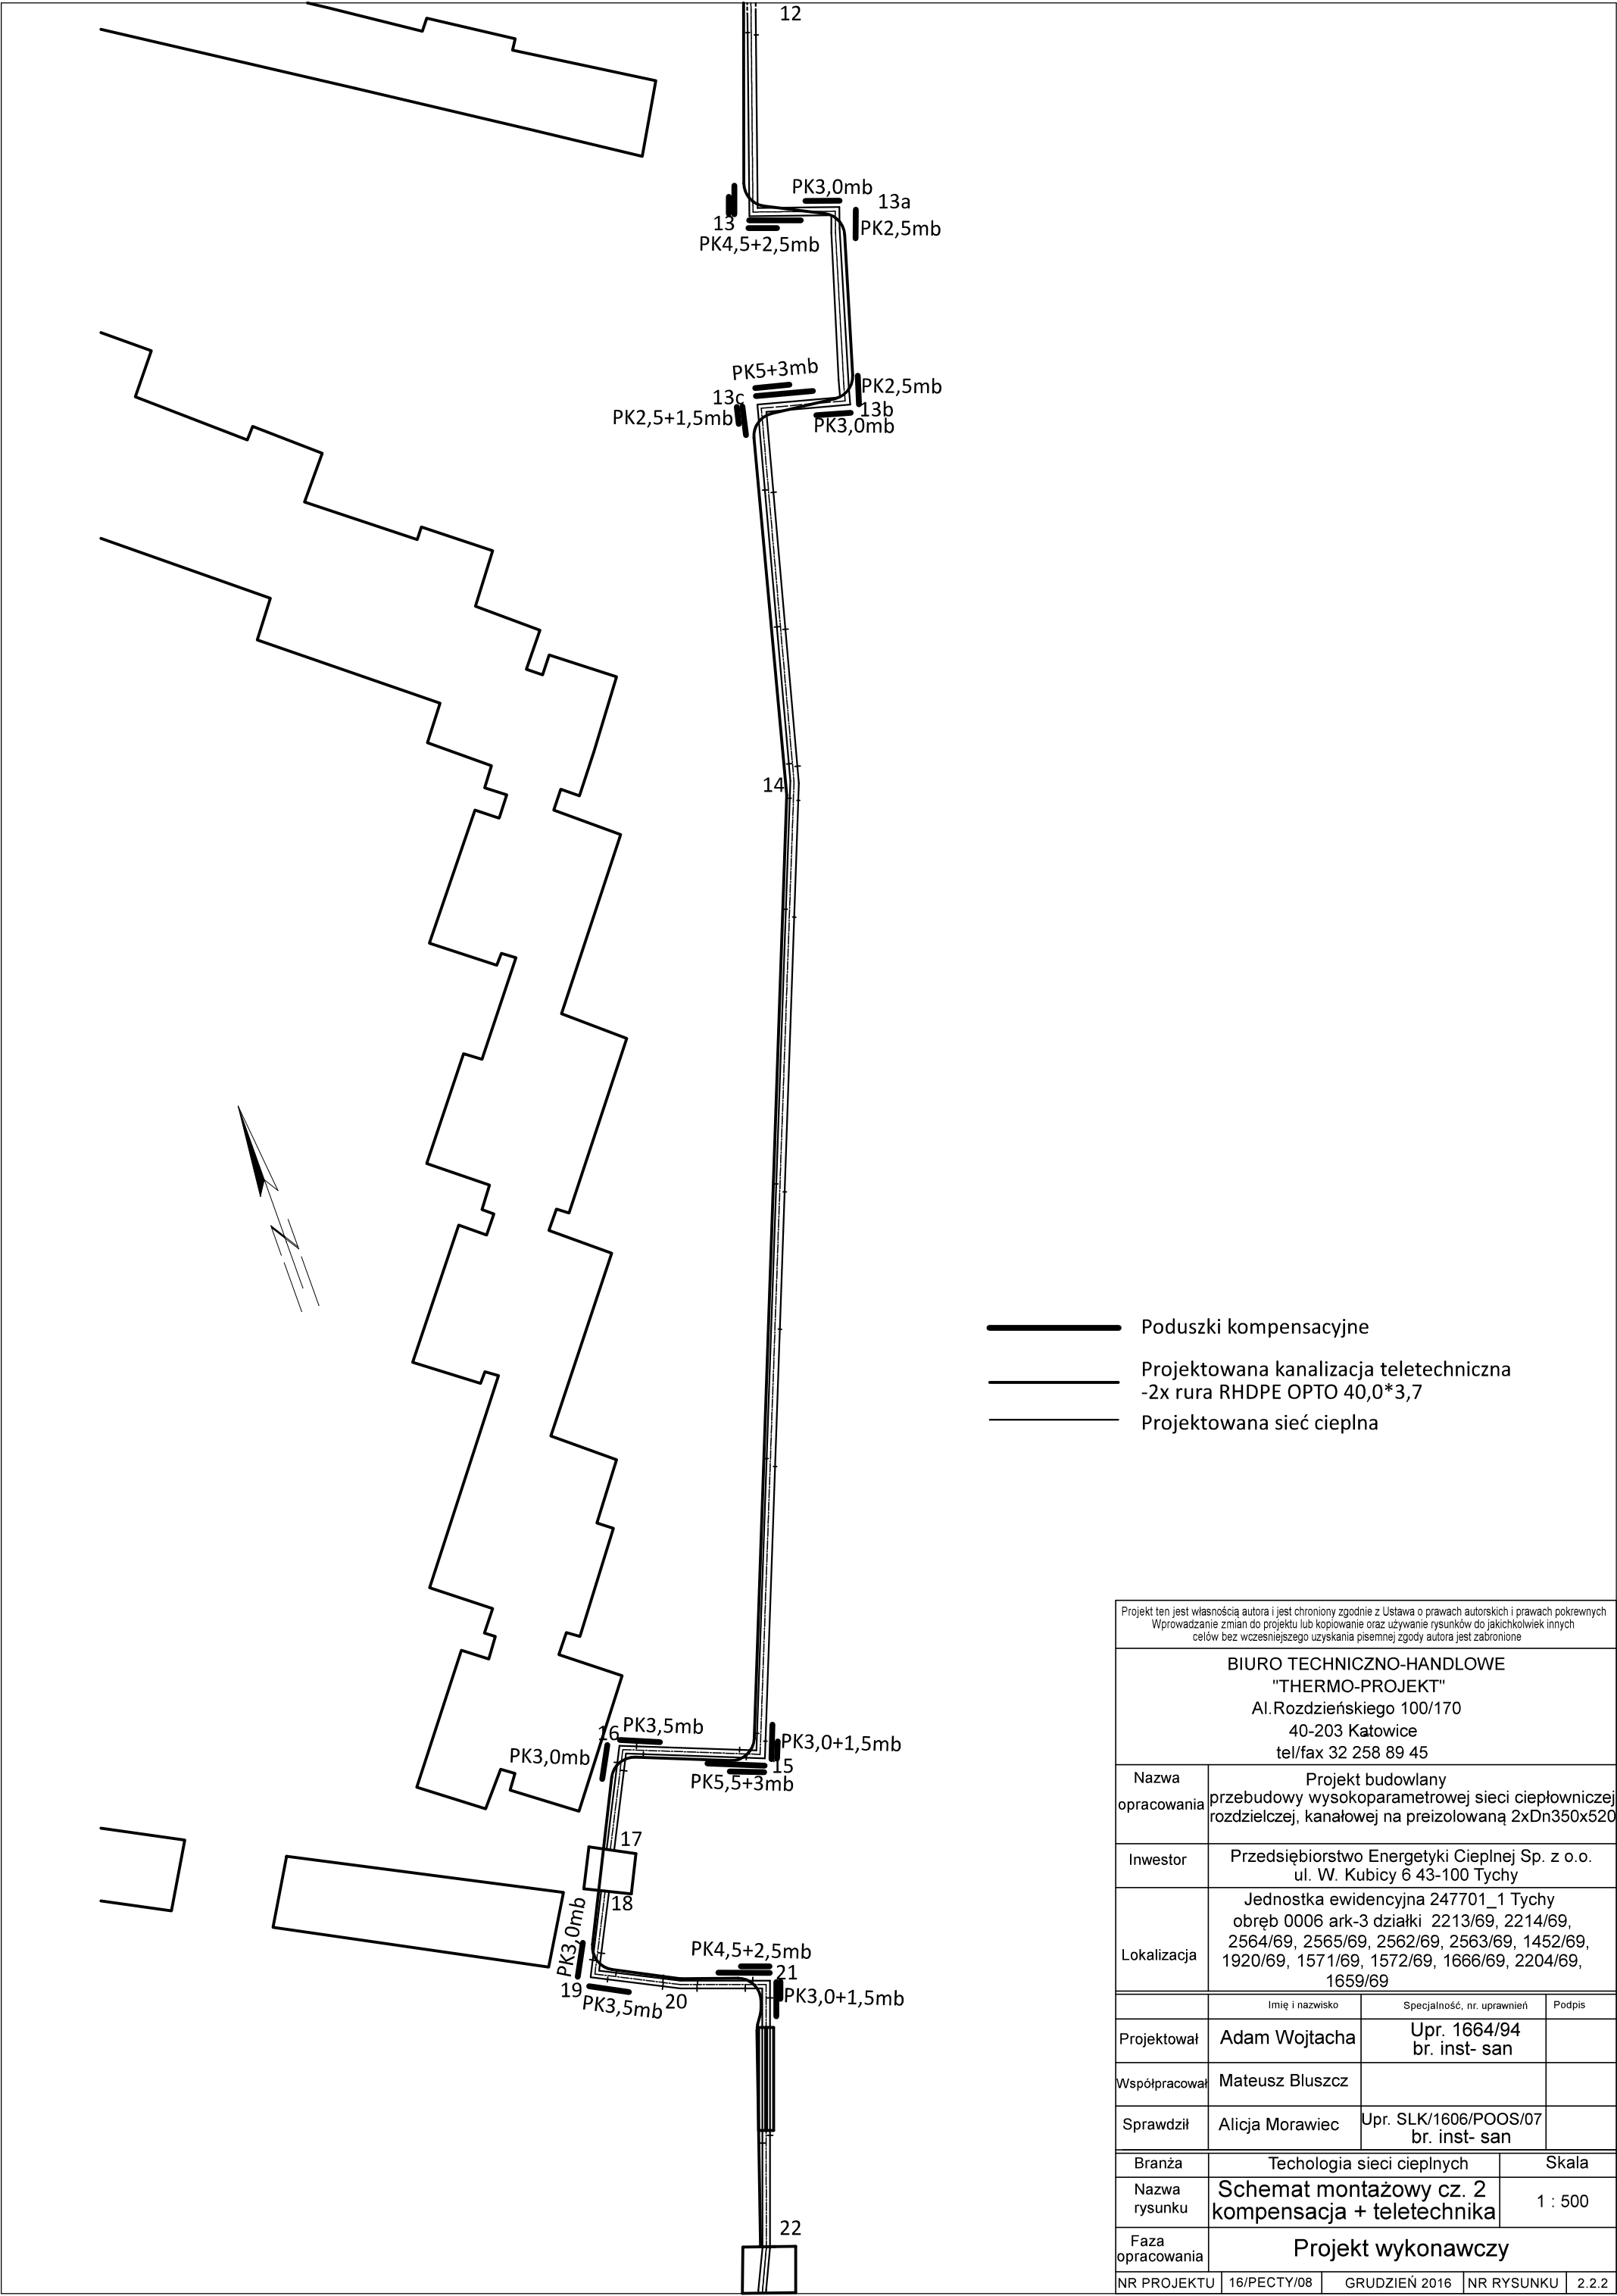 12
PK3,0mb
13a
13
PK2,5mb
PK4,5+2,5mb
PK5+3mb
PK2,5mb
13c
13b
PK2,5+1,5mb
PK3,0mb
14
Poduszki kompensacyjne
Projektowana kanalizacja teletechniczna
-2x rura RHDPE OPTO 40,0*3,7
Projektowana sieć cieplna
16
PK3,5mb
PK3,0+1,5mb
PK3,0mb
15
PK5,5+3mb
17
18
PK3,0mb
PK4,5+2,5mb
21
19
PK3,5mb
20
PK3,0+1,5mb
22
Projekt ten jest własnością autora i jest chroniony zgodnie z Ustawa o prawach autorskich i prawach pokrewnych
Wprowadzanie zmian do projektu lub kopiowanie oraz używanie rysunków do jakichkolwiek innych
celów bez wczesniejszego uzyskania pisemnej zgody autora jest zabronione
BIURO TECHNICZNO-HANDLOWE
"THERMO-PROJEKT"
Al.Rozdzieńskiego 100/170
40-203 Katowice
tel/fax 32 258 89 45
Nazwa opracowania
Projekt budowlany
przebudowy wysokoparametrowej sieci ciepłowniczej
rozdzielczej, kanałowej na preizolowaną 2xDn350x520
Inwestor
Przedsiębiorstwo Energetyki Cieplnej Sp. z o.o.
ul. W. Kubicy 6 43-100 Tychy
Lokalizacja
Jednostka ewidencyjna 247701_1 Tychy
obręb 0006 ark-3 działki 2213/69, 2214/69,
2564/69, 2565/69, 2562/69, 2563/69, 1452/69,
1920/69, 1571/69, 1572/69, 1666/69, 2204/69,
1659/69
Imię i nazwisko Specjalność, nr. uprawnień Podpis
Projektował Adam Wojtacha Upr. 1664/94
br. inst- san
Współpracował Mateusz Bluszcz
Sprawdził Alicja Morawiec Upr. SLK/1606/POOS/07
br. inst- san
Branża Techologia sieci cieplnych Skala
Nazwa rysunku
Schemat montażowy cz. 2
kompensacja + teletechnika
1 : 500
Faza opracowania
Projekt wykonawczy
NR PROJEKTU 16/PECTY/08 GRUDZIEŃ 2016 NR RYSUNKU 2.2.2